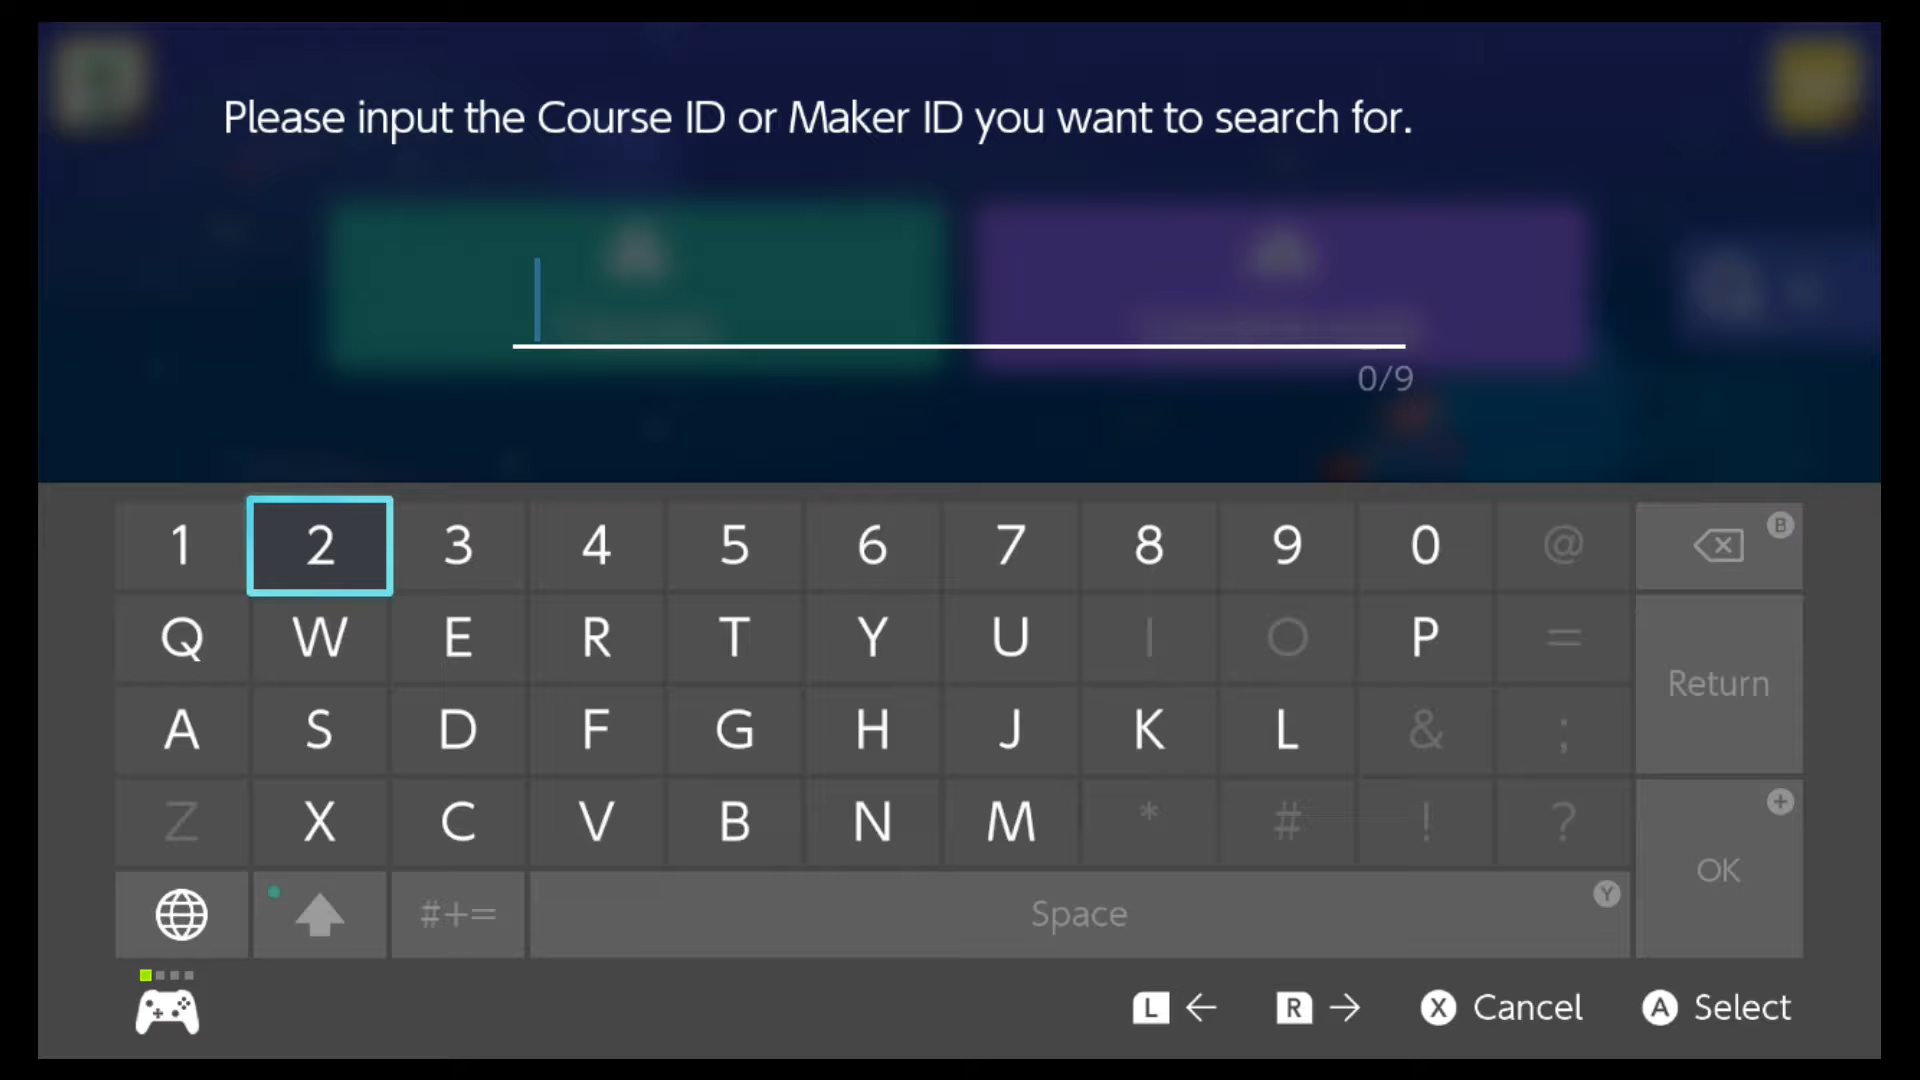 Please input the Course ID or Maker ID you want to search for.
0/9
1 2 3 4 5 6 7 8 9 0 @
B
Q W E R T Y U I O P =
Return
A S D F G H J K L & ;
Z X C V B N M * # ! ?
+
OK
#+=
Space
Y
L ← R → X Cancel A Select